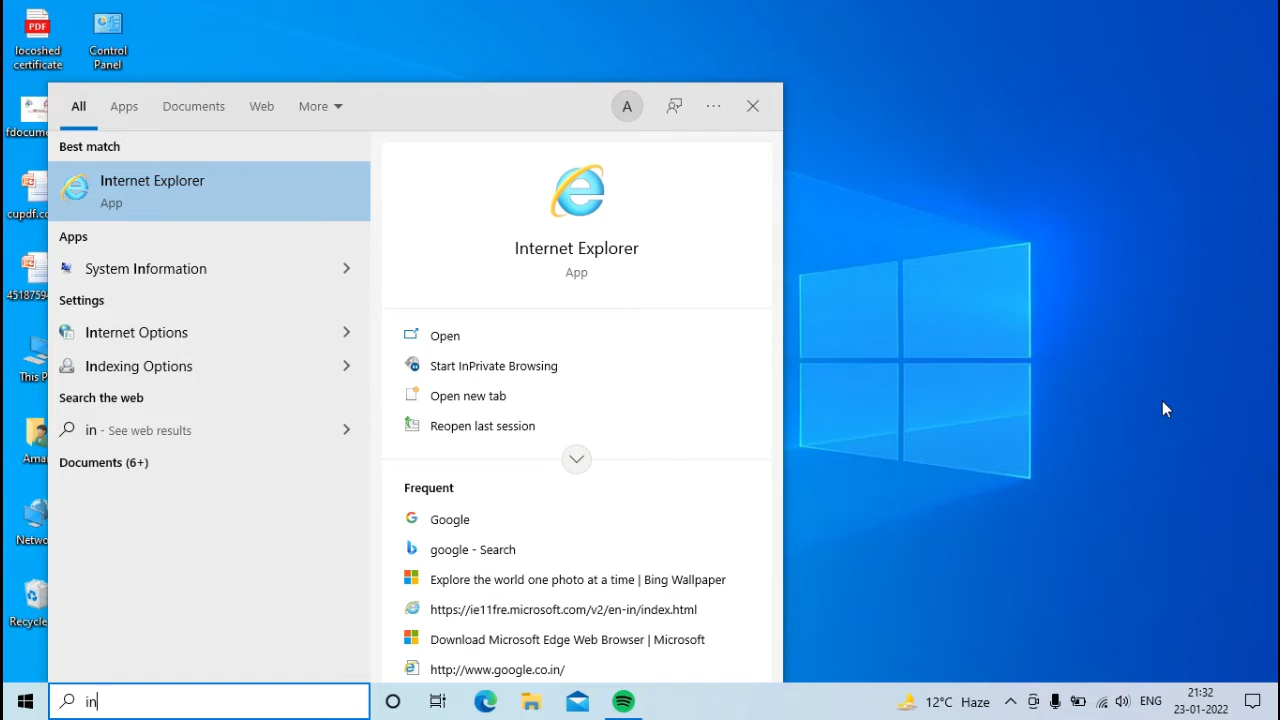 PDF
locoshed
certificate
Control
Panel
fdocume
cupdf.co
4518759
This P
Ama
Netwo
Recycle
All
Apps
Documents
Web
More
A
Best match
Internet Explorer
App
Apps
System Information
Settings
Internet Options
Indexing Options
Search the web
in - See web results
Documents (6+)
Internet Explorer
App
Open
Start InPrivate Browsing
Open new tab
Reopen last session
Frequent
Google
google - Search
Explore the world one photo at a time | Bing Wallpaper
https://ie11fre.microsoft.com/v2/en-in/index.html
Download Microsoft Edge Web Browser | Microsoft
http://www.google.co.in/
in
12°C Haze
ENG
21:32
23-01-2022